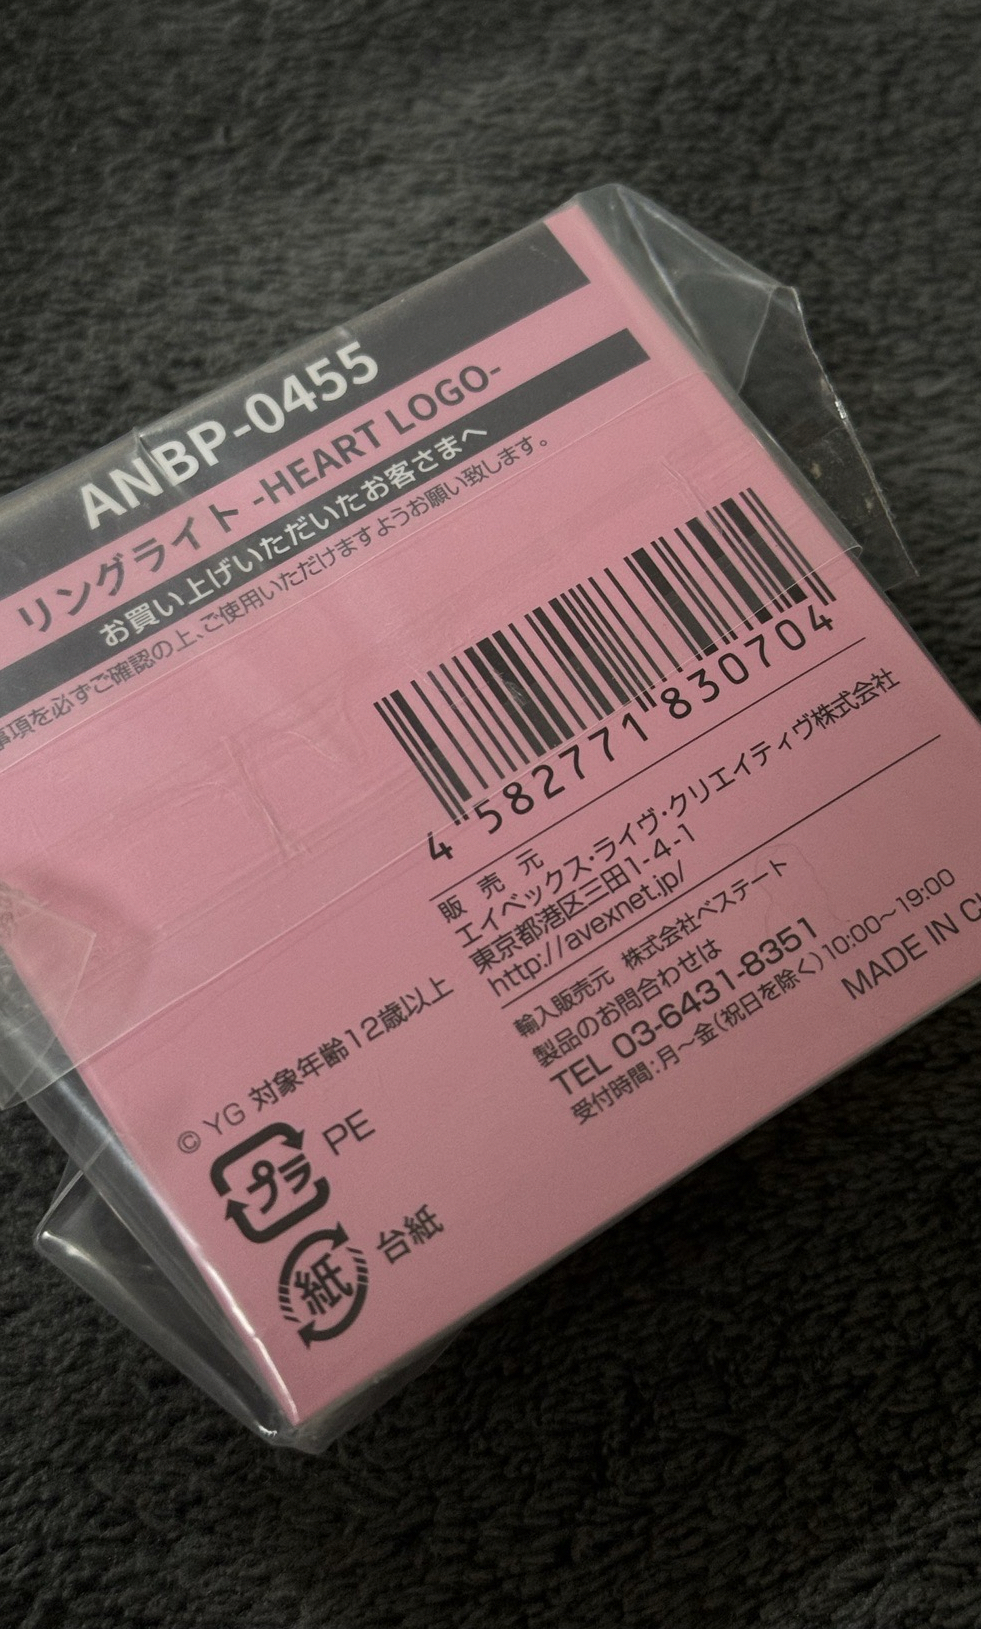 ANBP-0455
リングライト -HEART LOGO-
お買い上げいただいたお客さまへ
事項を必ずご確認の上、ご使用いただけますようお願い致します。
4 582771 830704
販売元
エイベックス・ライヴ・クリエイティヴ株式会社
東京都港区三田1-4-1
http://avexnet.jp/
輸入販売元 株式会社ベステート
製品のお問合わせは
TEL 03-6431-8351
受付時間:月〜金(祝日を除く)10:00〜19:00
MADE IN
© YG 対象年齢12歳以上
プラ PE
紙 台紙